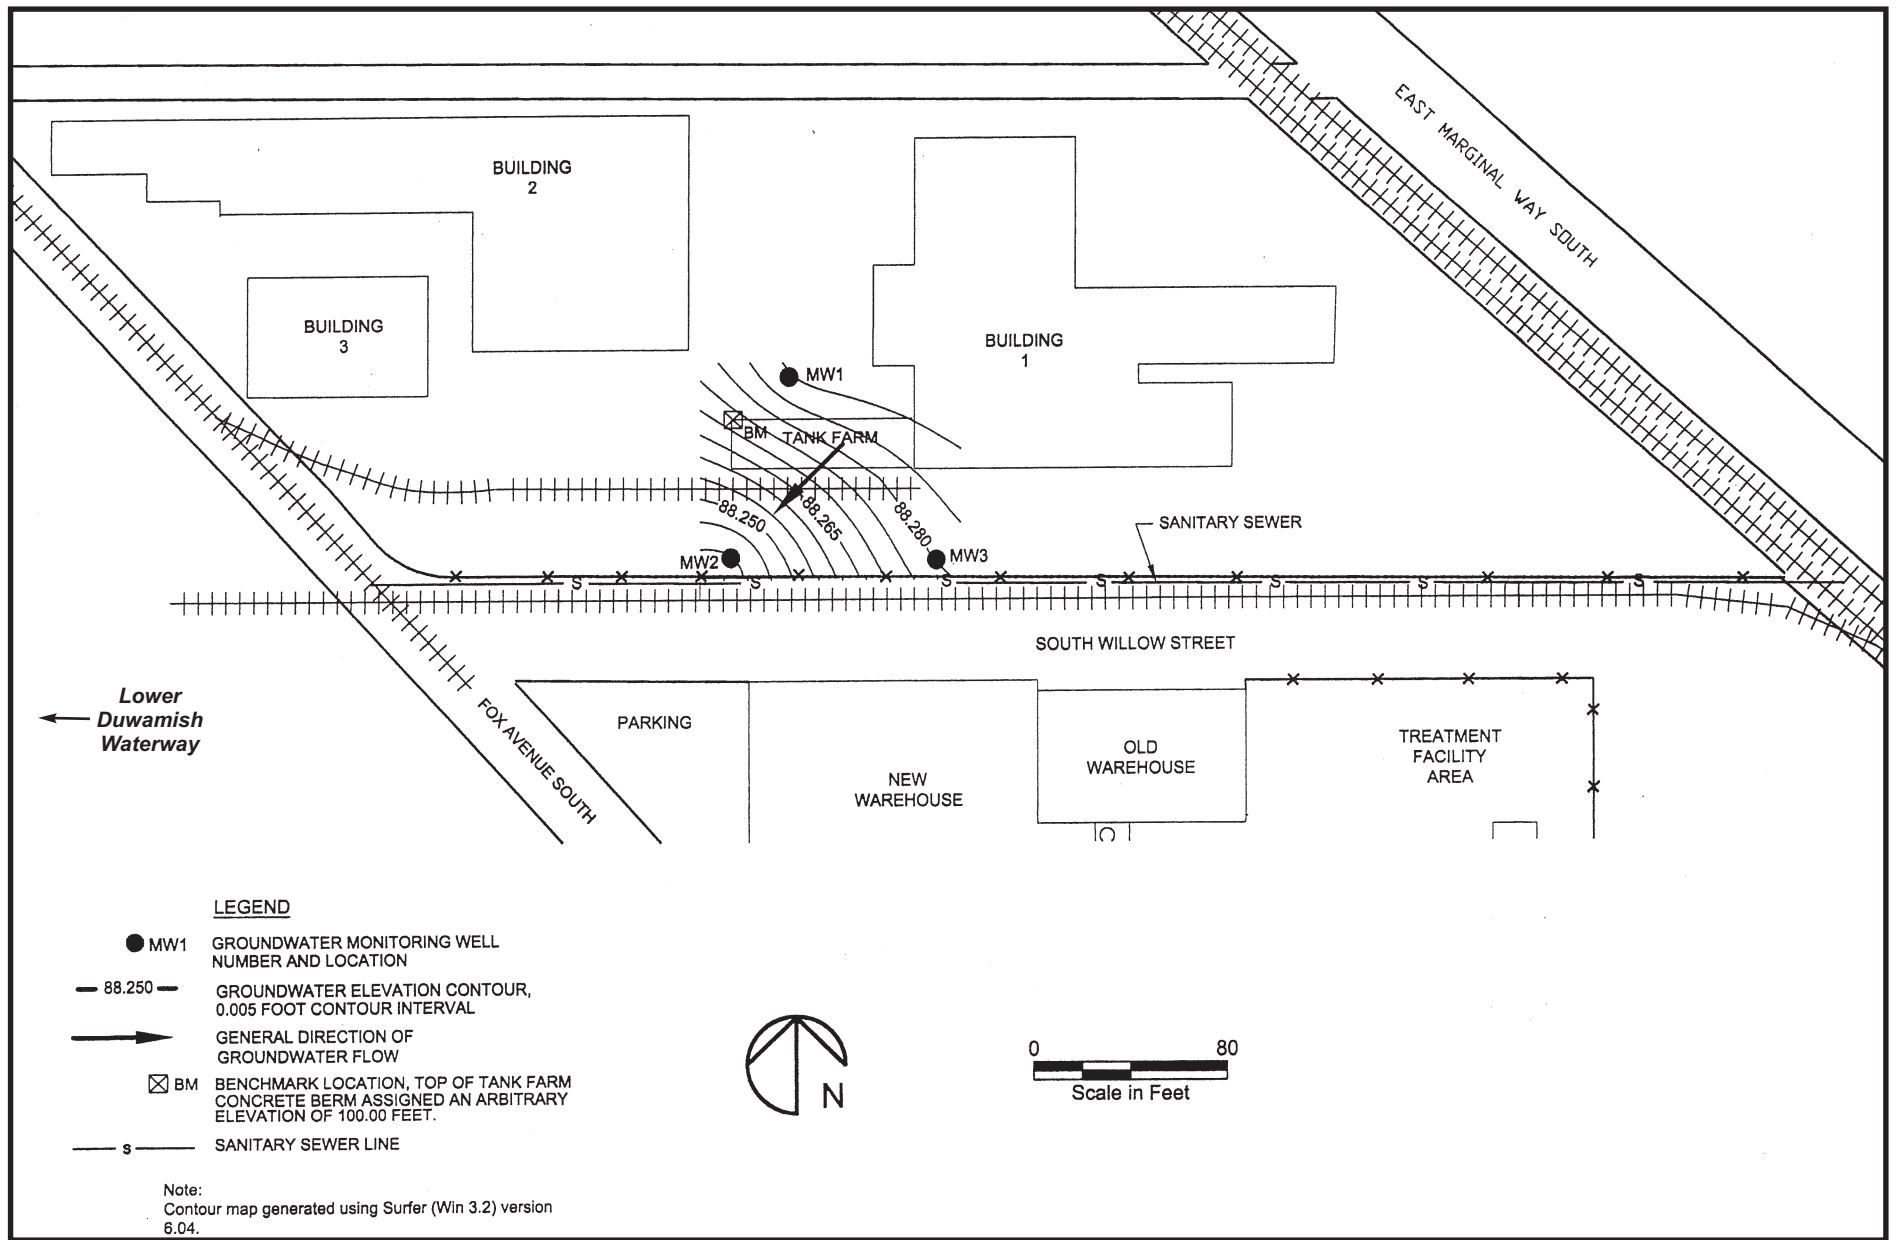 EAST MARGINAL WAY SOUTH
BUILDING
2
BUILDING
3
BUILDING
1
MW1
BM
TANK FARM
88.250
88.265
88.280
MW2
MW3
SANITARY SEWER
S
S
S
S
S
S
S
SOUTH WILLOW STREET
Lower
Duwamish
Waterway
FOX AVENUE SOUTH
PARKING
NEW
WAREHOUSE
OLD
WAREHOUSE
TREATMENT
FACILITY
AREA
LEGEND
MW1
GROUNDWATER MONITORING WELL
NUMBER AND LOCATION
88.250
GROUNDWATER ELEVATION CONTOUR,
0.005 FOOT CONTOUR INTERVAL
GENERAL DIRECTION OF
GROUNDWATER FLOW
BM
BENCHMARK LOCATION, TOP OF TANK FARM
CONCRETE BERM ASSIGNED AN ARBITRARY
ELEVATION OF 100.00 FEET.
S
SANITARY SEWER LINE
Note:
Contour map generated using Surfer (Win 3.2) version
6.04.
N
0 80
Scale in Feet